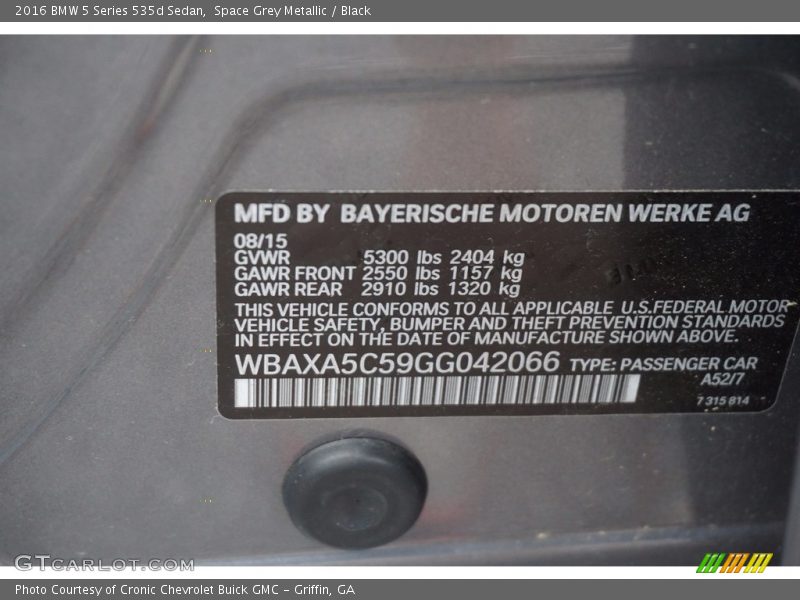 2016 BMW 5 Series 535d Sedan, Space Grey Metallic / Black
MFD BY BAYERISCHE MOTOREN WERKE AG
08/15
GVWR 5300 lbs 2404 kg
GAWR FRONT 2550 lbs 1157 kg
GAWR REAR 2910 lbs 1320 kg
THIS VEHICLE CONFORMS TO ALL APPLICABLE U.S.FEDERAL MOTOR
VEHICLE SAFETY, BUMPER AND THEFT PREVENTION STANDARDS
IN EFFECT ON THE DATE OF MANUFACTURE SHOWN ABOVE.
WBAXA5C59GG042066 TYPE: PASSENGER CAR
A52/7
7 315 814
GTCARLOT.COM
Photo Courtesy of Cronic Chevrolet Buick GMC - Griffin, GA